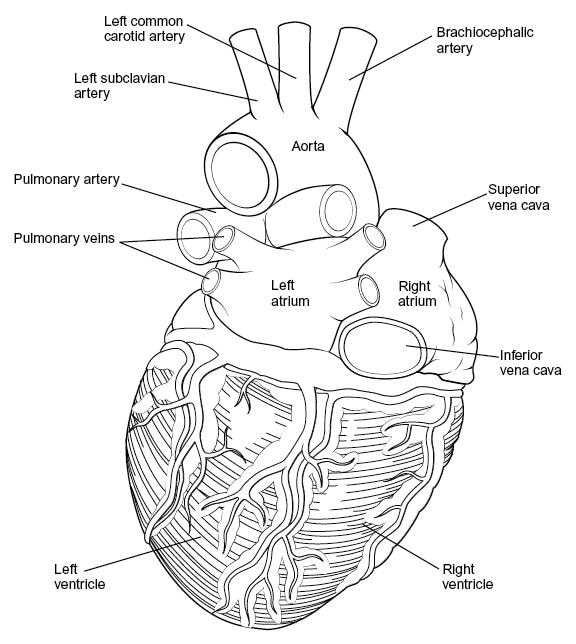 Left common
carotid artery
Brachiocephalic
artery
Left subclavian
artery
Aorta
Pulmonary artery
Superior
vena cava
Pulmonary veins
Left
atrium
Right
atrium
Inferior
vena cava
Left
ventricle
Right
ventricle